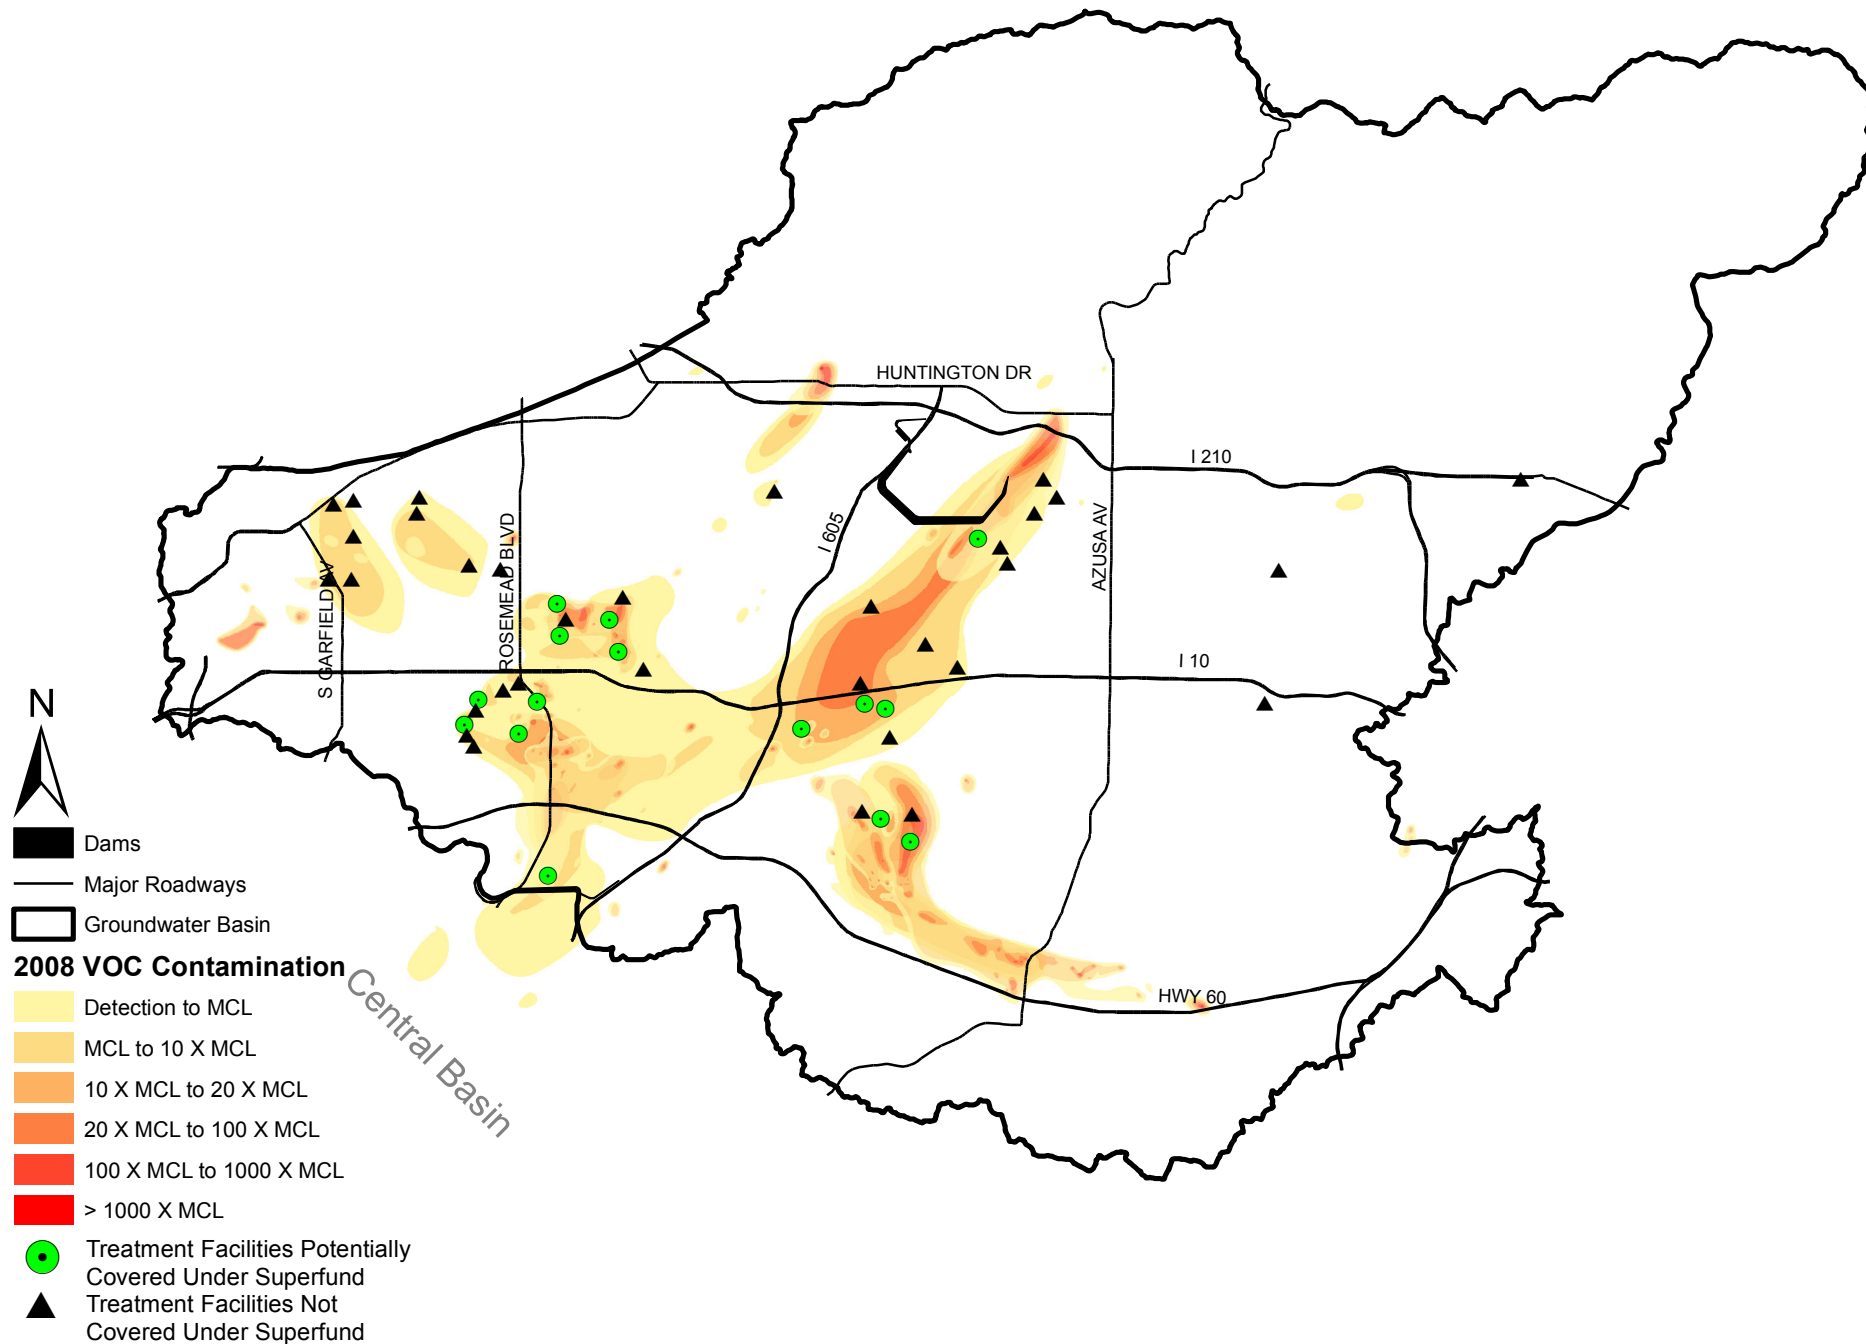 HUNTINGTON DR
I 210
I 605
AZUSA AV
S GARFIELD AV
ROSEMEAD BLVD
I 10
HWY 60
Central Basin
N
Dams
Major Roadways
Groundwater Basin
2008 VOC Contamination
Detection to MCL
MCL to 10 X MCL
10 X MCL to 20 X MCL
20 X MCL to 100 X MCL
100 X MCL to 1000 X MCL
> 1000 X MCL
Treatment Facilities Potentially
Covered Under Superfund
Treatment Facilities Not
Covered Under Superfund